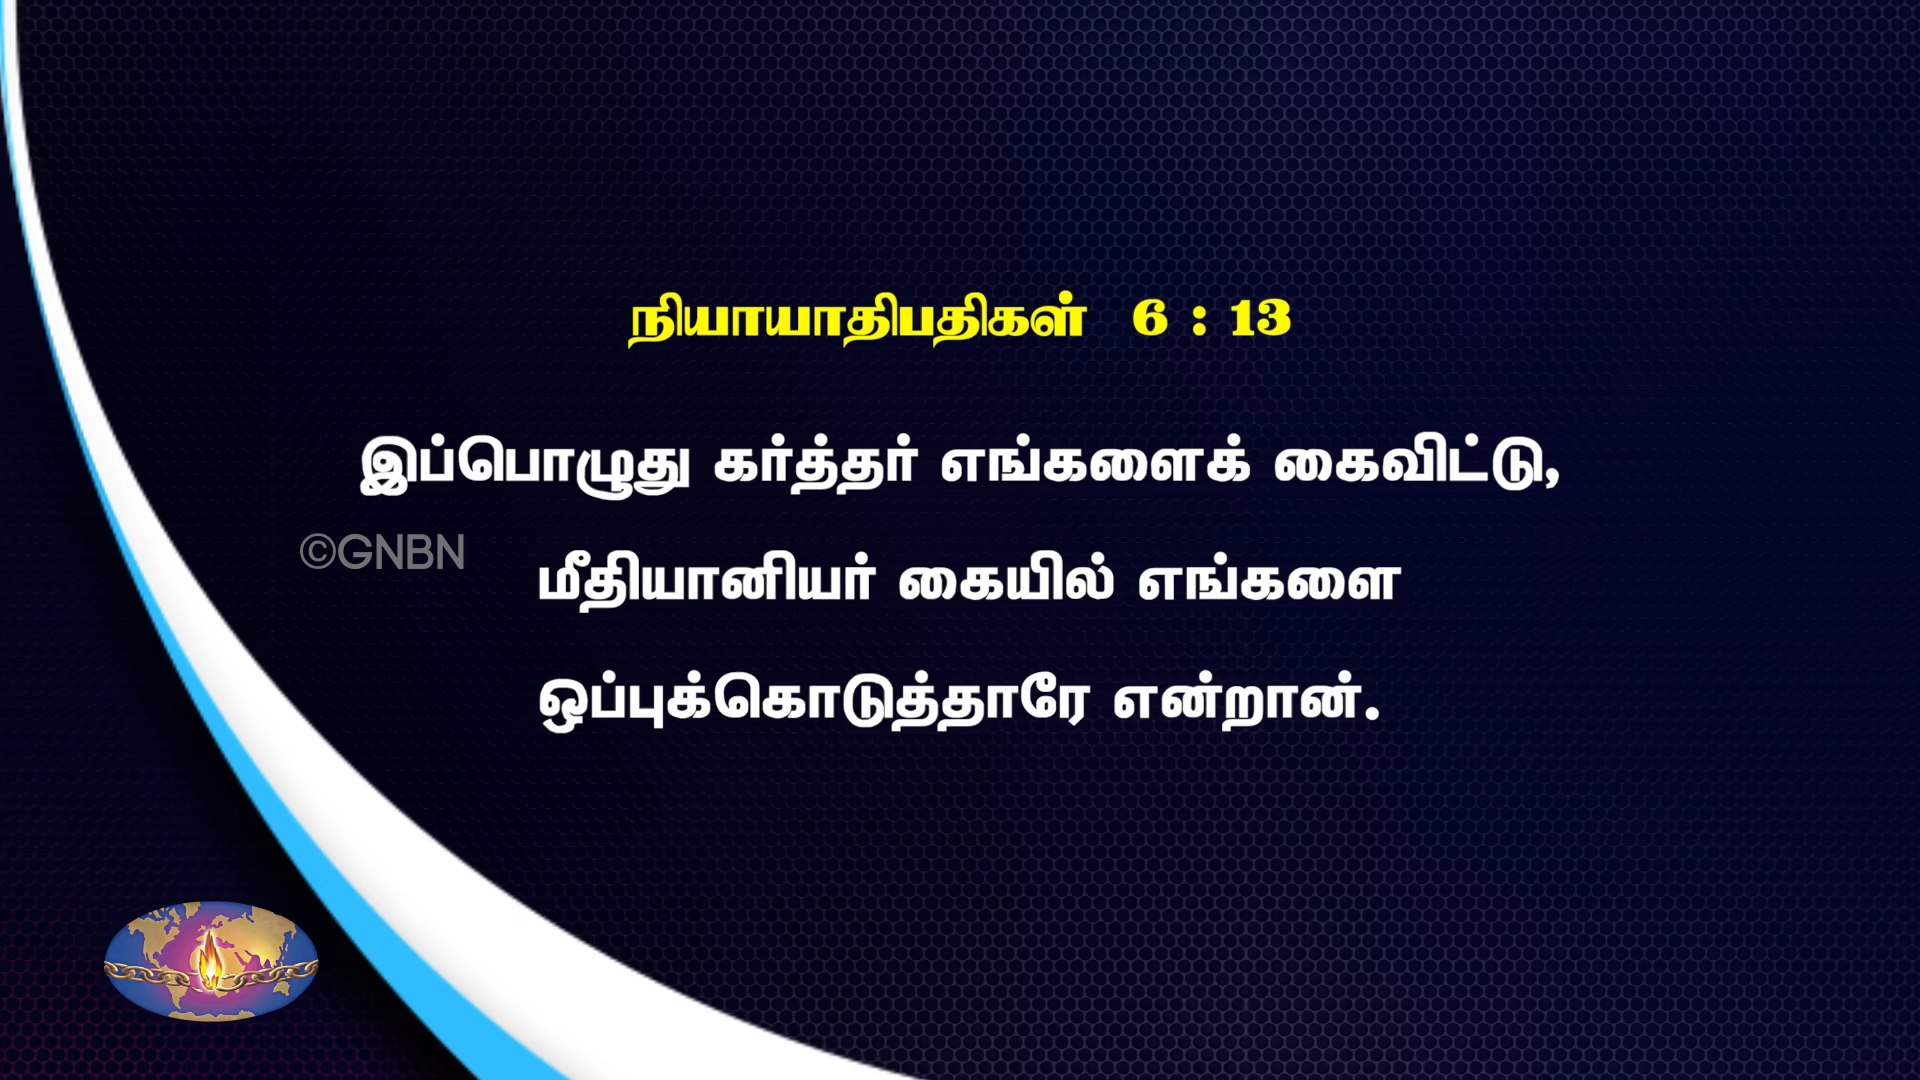 நியாயாதிபதிகள் 6 : 13
இப்பொழுது கர்த்தர் எங்களைக் கைவிட்டு,
©GNBN
மீதியானியர் கையில் எங்களை
ஒப்புக்கொடுத்தாரே என்றான்.